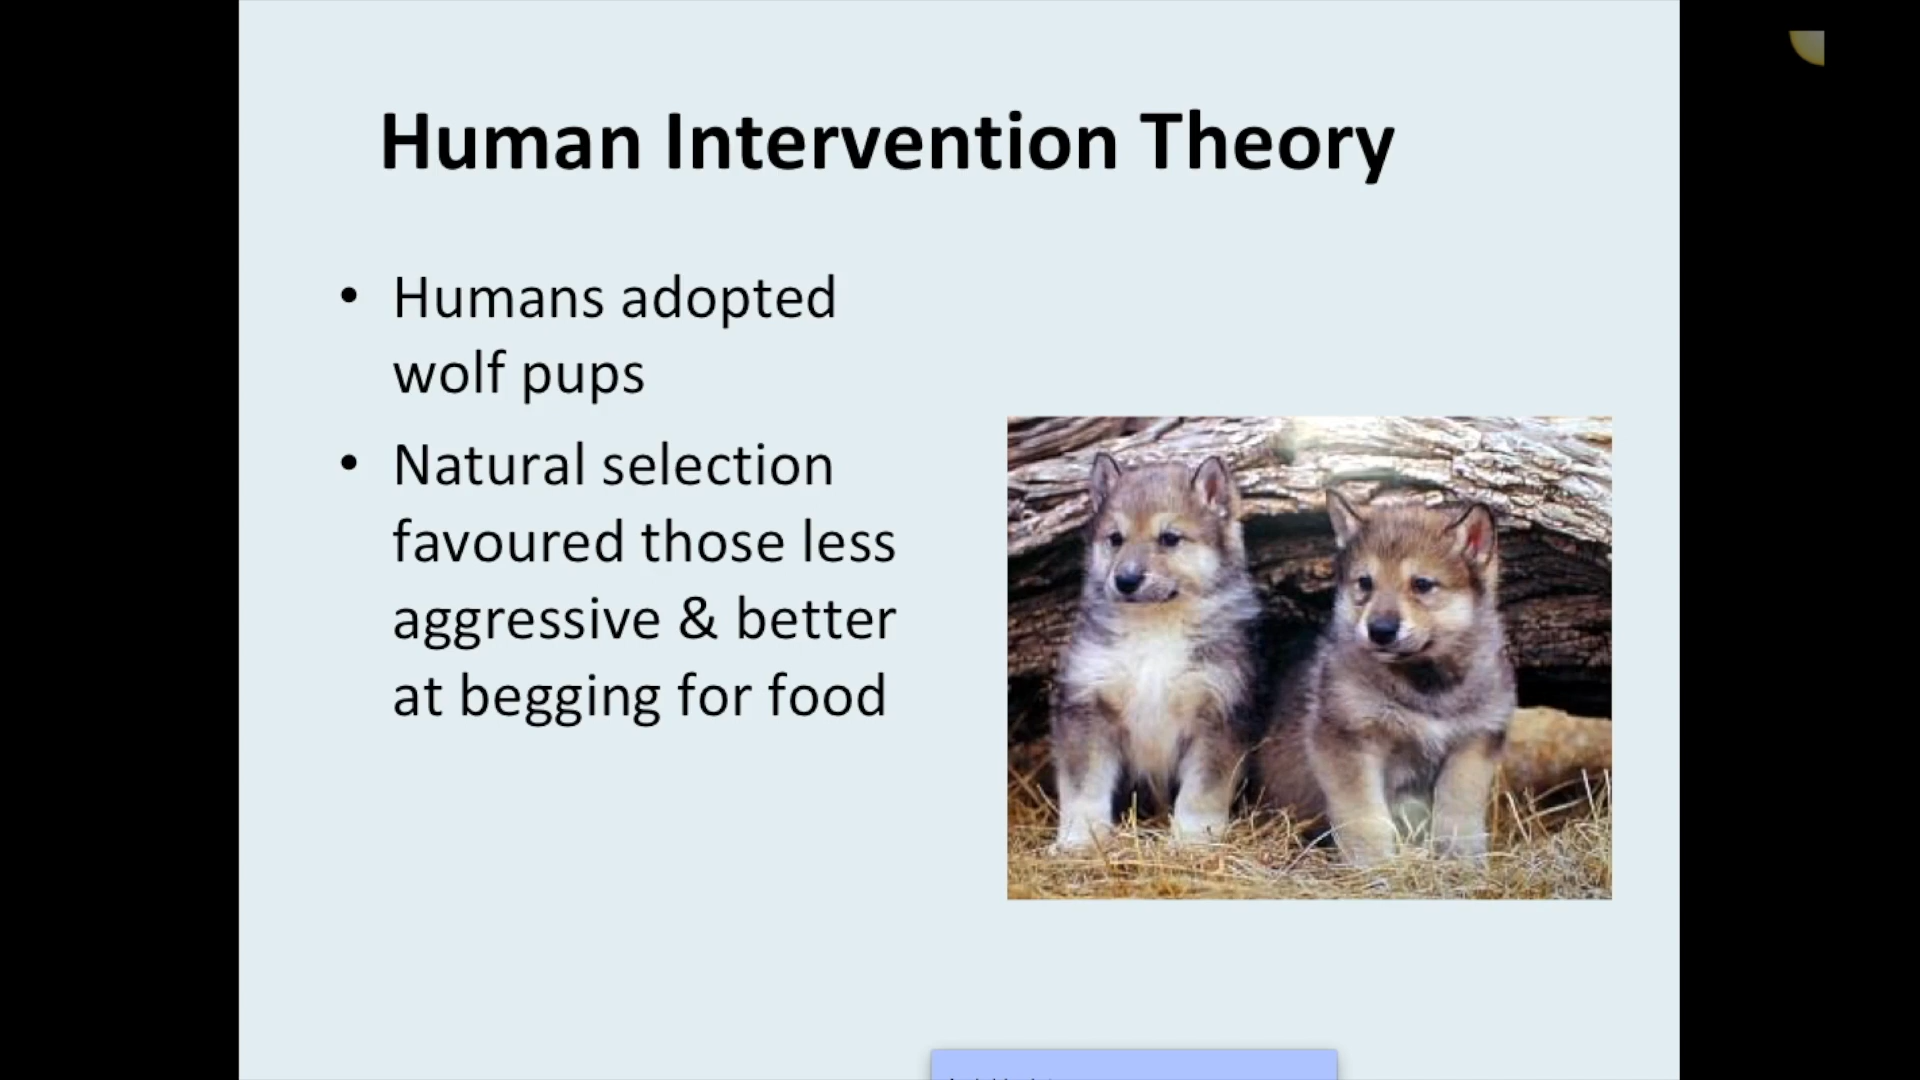 Human Intervention Theory
• Humans adopted
wolf pups
• Natural selection
favoured those less
aggressive & better
at begging for food